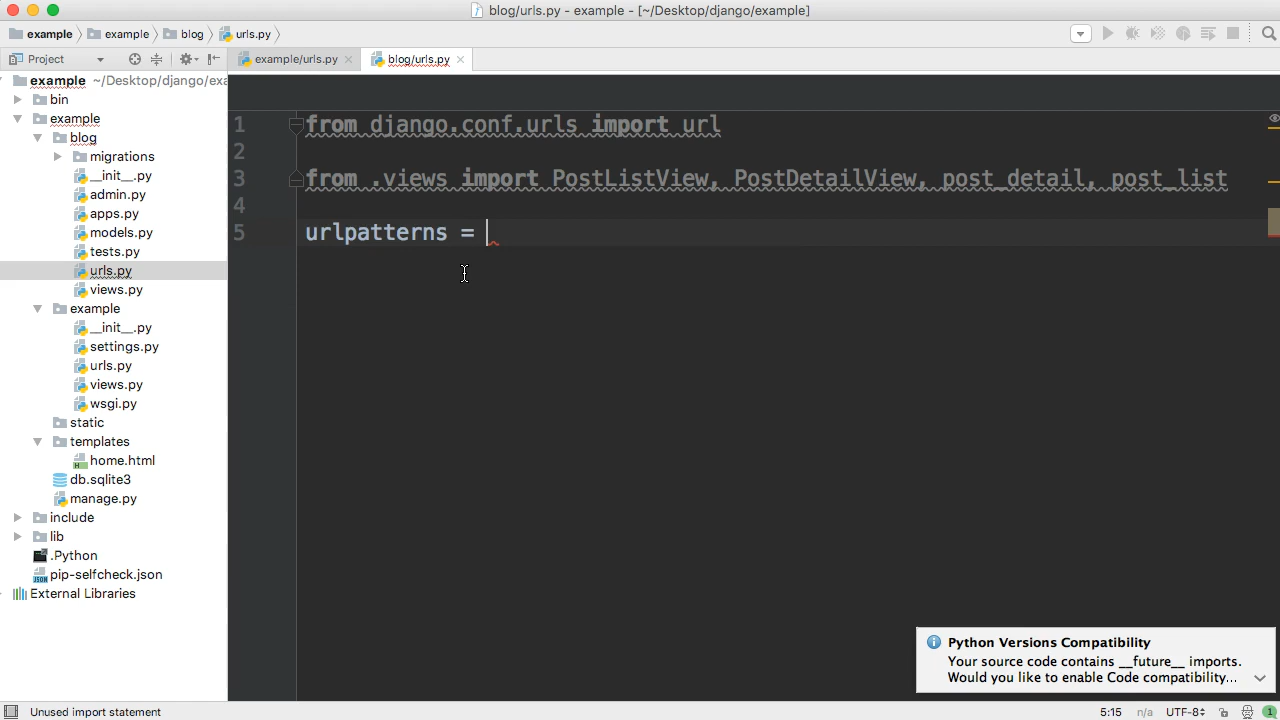 blog/urls.py - example - [~/Desktop/django/example]
example example blog urls.py
Project
example/urls.py blog/urls.py
example ~/Desktop/django/exa
bin
example
blog
migrations
__init__.py
admin.py
apps.py
models.py
tests.py
urls.py
views.py
example
__init__.py
settings.py
urls.py
views.py
wsgi.py
static
templates
home.html
db.sqlite3
manage.py
include
lib
.Python
pip-selfcheck.json
External Libraries
1 from django.conf.urls import url
2
3 from .views import PostListView, PostDetailView, post_detail, post_list
4
5 urlpatterns =
Python Versions Compatibility
Your source code contains __future__ imports.
Would you like to enable Code compatibility...
Unused import statement 5:15 n/a UTF-8 1